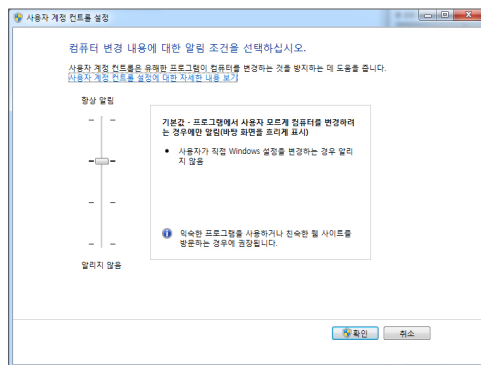 사용자 계정 컨트롤 설정
컴퓨터 변경 내용에 대한 알림 조건을 선택하십시오.
사용자 계정 컨트롤은 유해한 프로그램이 컴퓨터를 변경하는 것을 방지하는 데 도움을 줍니다.
사용자 계정 컨트롤 설정에 대한 자세한 내용 보기
항상 알림
기본값 - 프로그램에서 사용자 모르게 컴퓨터를 변경하려
는 경우에만 알림(바탕 화면을 흐리게 표시)
• 사용자가 직접 Windows 설정을 변경하는 경우 알리
지 않음
익숙한 프로그램을 사용하거나 친숙한 웹 사이트를
방문하는 경우에 권장됩니다.
알리지 않음
확인
취소